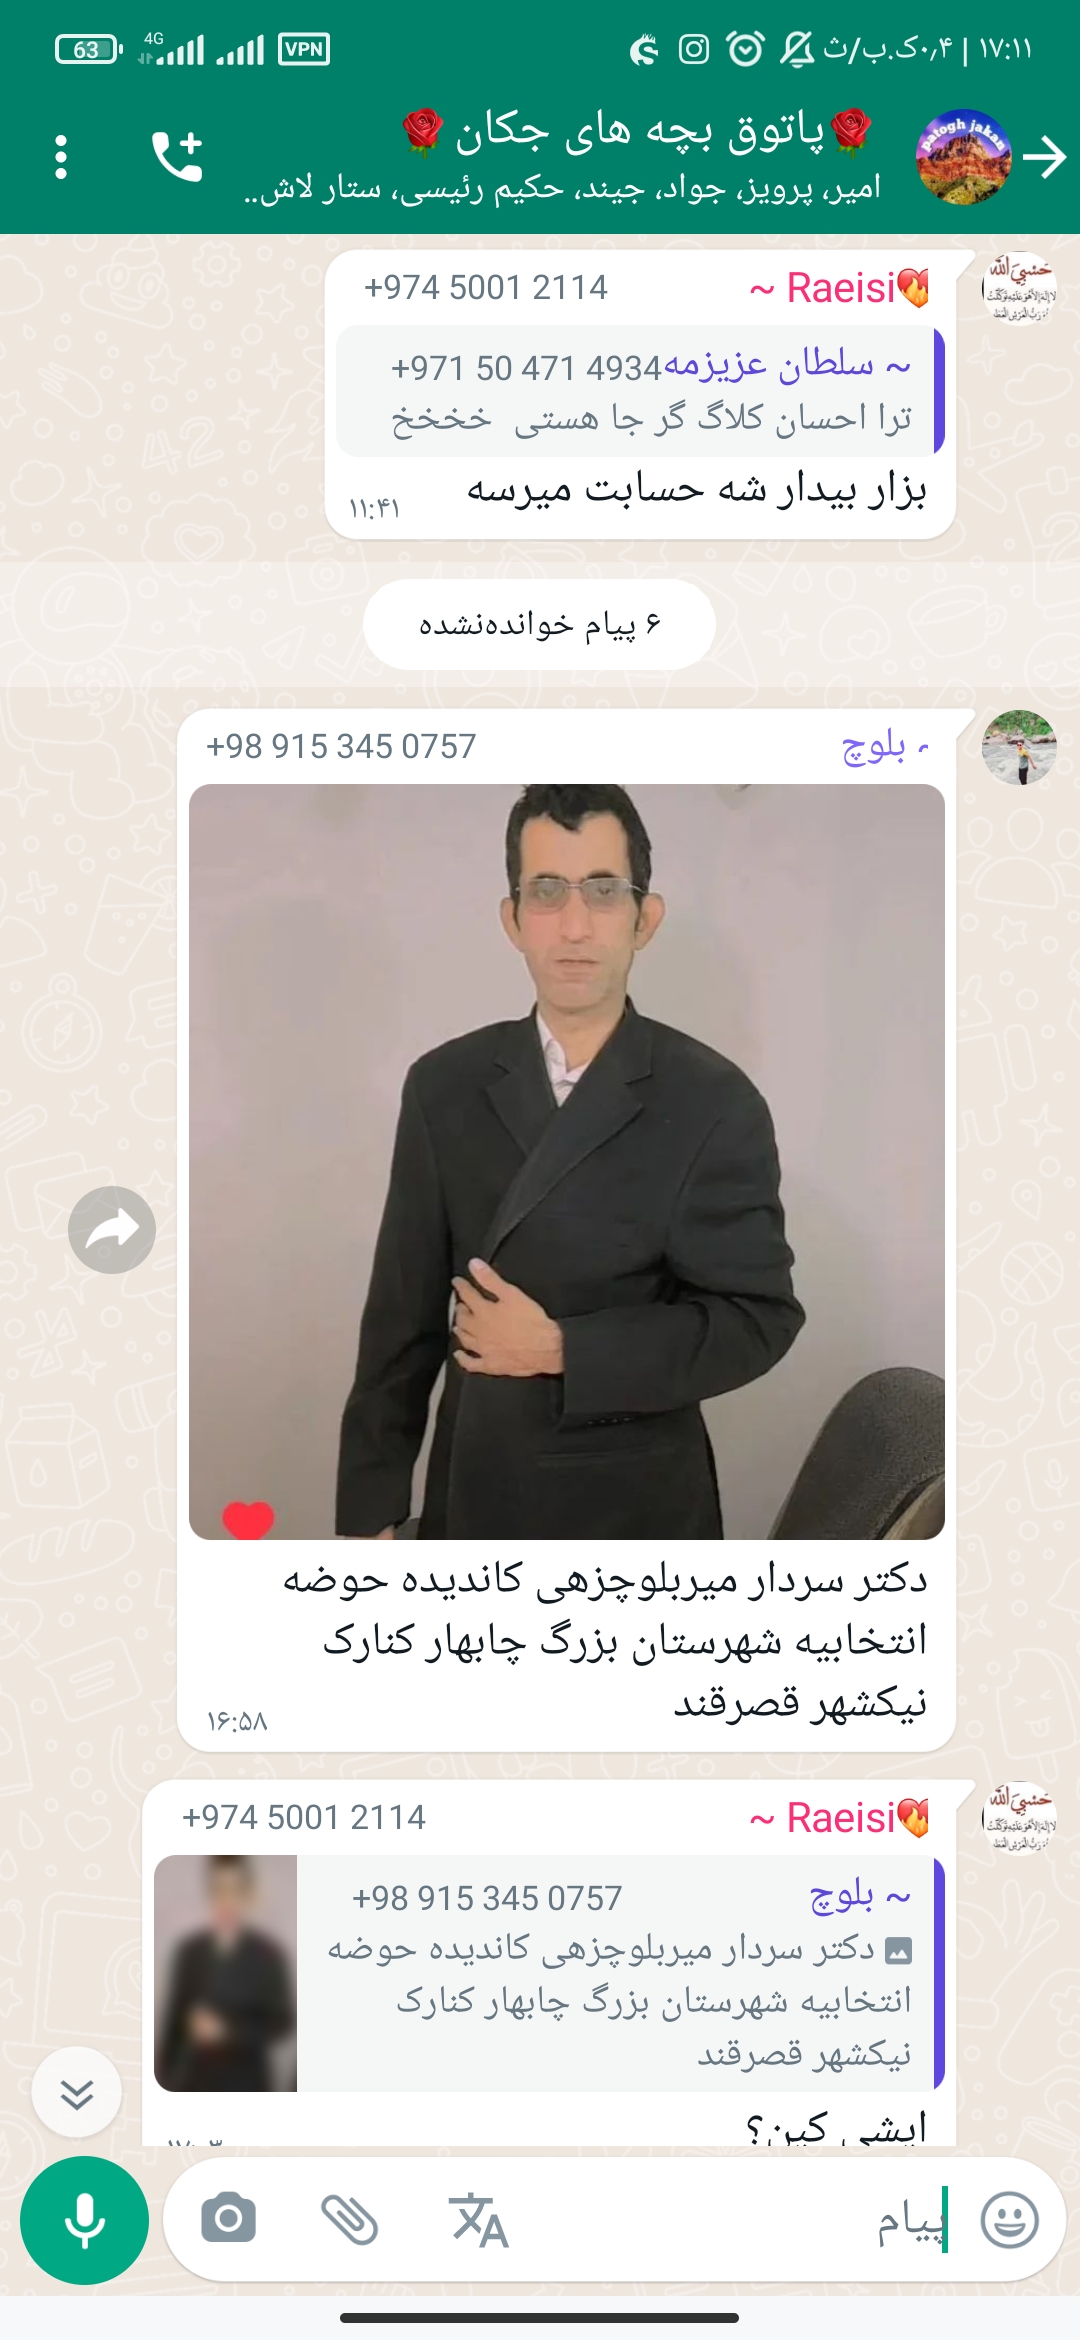 ۱۷:۱۱ | ۰٫۴ک.ب/ث
VPN
4G
63
🌹پاتوق بچه های جکان🌹
امیر، پرویز، جواد، جیند، حکیم رئیسی، ستار لاش..
patogh jakan
+974 5001 2114
~ Raeisi❤️‍🔥
~ سلطان عزیزمه
+971 50 471 4934
ترا احسان کلاگ گر جا هستی خخخخ
بزار بیدار شه حسابت میرسه
۱۱:۴۱
۶ پیام خوانده‌نشده
+98 915 345 0757
~ بلوچ
دکتر سردار میربلوچزهی کاندیده حوضه
انتخابیه شهرستان بزرگ چابهار کنارک
نیکشهر قصرقند
۱۶:۵۸
+974 5001 2114
~ Raeisi❤️‍🔥
~ بلوچ
+98 915 345 0757
دکتر سردار میربلوچزهی کاندیده حوضه
انتخابیه شهرستان بزرگ چابهار کنارک
نیکشهر قصرقند
ایشی کین؟
پیام